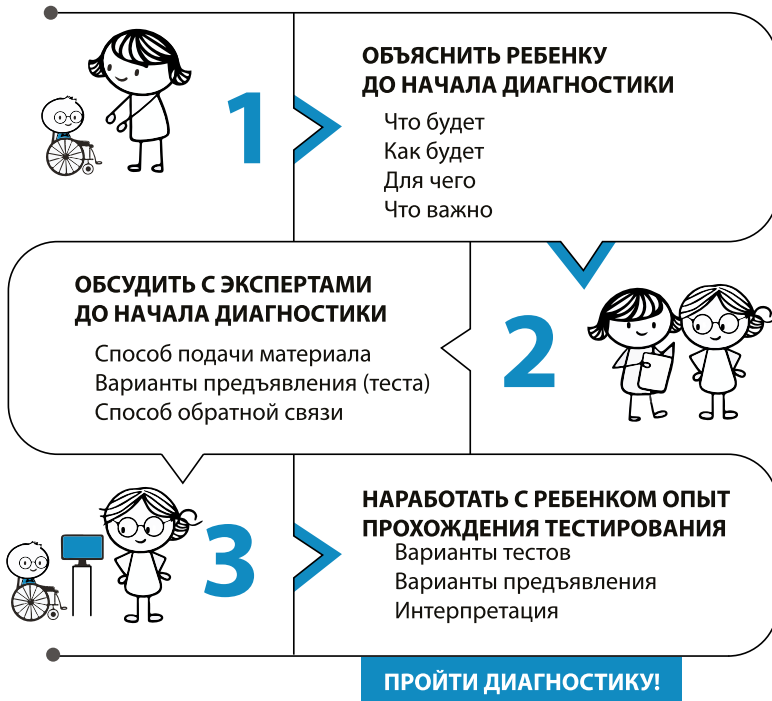 1
ОБЪЯСНИТЬ РЕБЕНКУ
ДО НАЧАЛА ДИАГНОСТИКИ
Что будет
Как будет
Для чего
Что важно
ОБСУДИТЬ С ЭКСПЕРТАМИ
ДО НАЧАЛА ДИАГНОСТИКИ
Способ подачи материала
Варианты предъявления (теста)
Способ обратной связи
2
3
НАРАБОТАТЬ С РЕБЕНКОМ ОПЫТ
ПРОХОЖДЕНИЯ ТЕСТИРОВАНИЯ
Варианты тестов
Варианты предъявления
Интерпретация
ПРОЙТИ ДИАГНОСТИКУ!